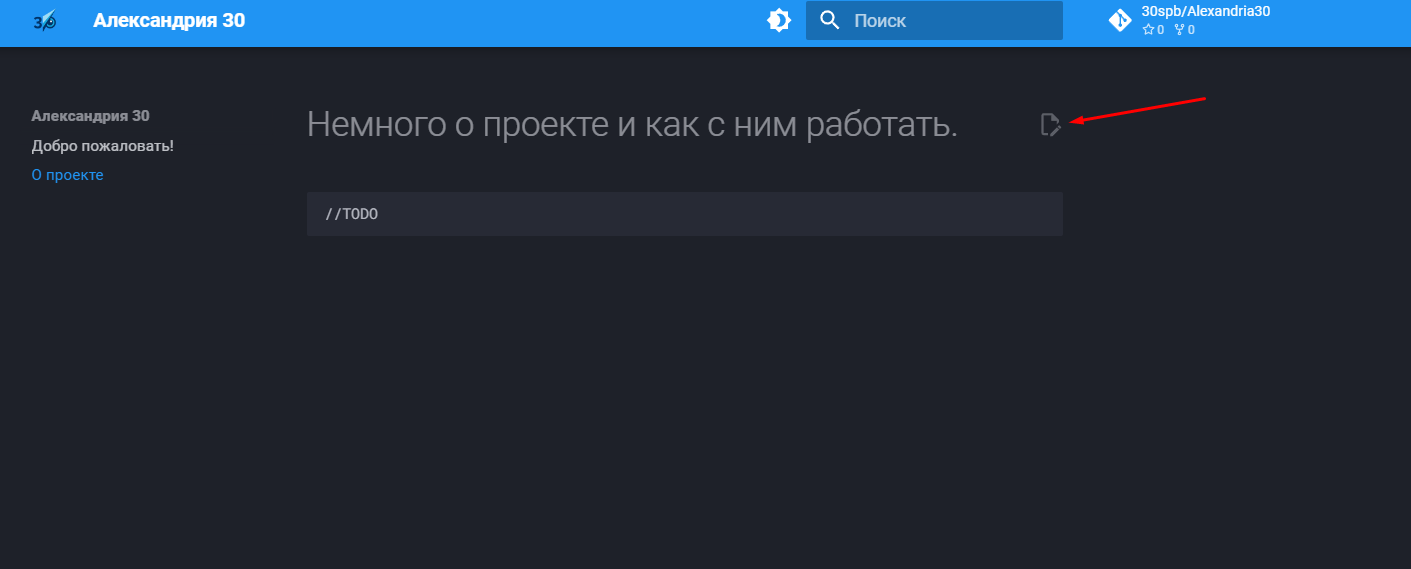 30
Александрия 30
Поиск
30spb/Alexandria30
0 0
Александрия 30
Добро пожаловать!
О проекте
Немного о проекте и как с ним работать.
//TODO